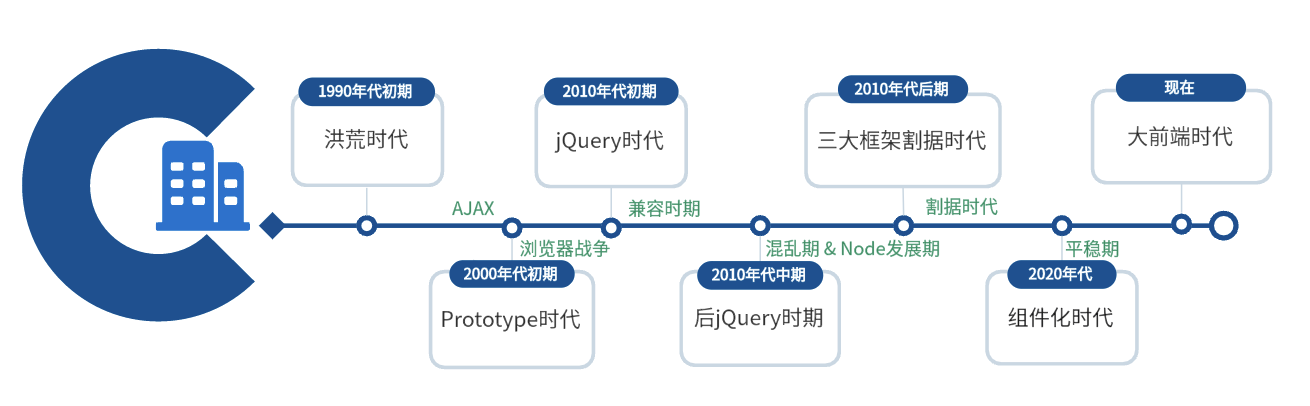 1990年代初期
洪荒时代
AJAX
2000年代初期
Prototype时代
浏览器战争
2010年代初期
jQuery时代
兼容时期
2010年代中期
后jQuery时期
混乱期 & Node发展期
2010年代后期
三大框架割据时代
割据时代
2020年代
组件化时代
平稳期
现在
大前端时代